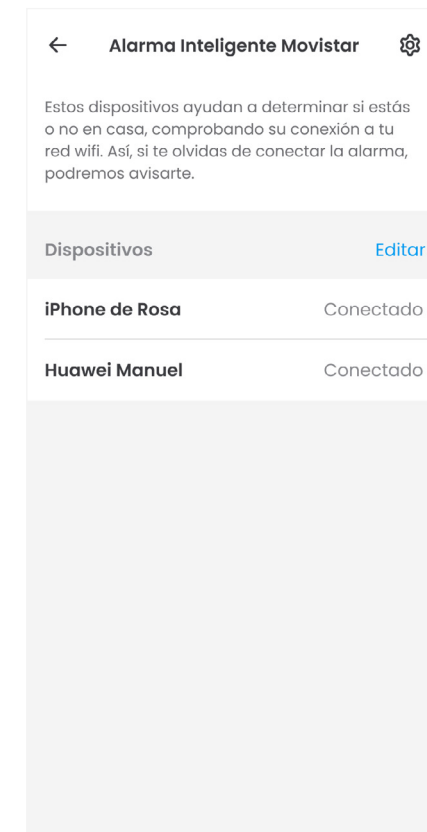 Alarma Inteligente Movistar
Estos dispositivos ayudan a determinar si estás
o no en casa, comprobando su conexión a tu
red wifi. Así, si te olvidas de conectar la alarma,
podremos avisarte.
Dispositivos Editar
iPhone de Rosa Conectado
Huawei Manuel Conectado